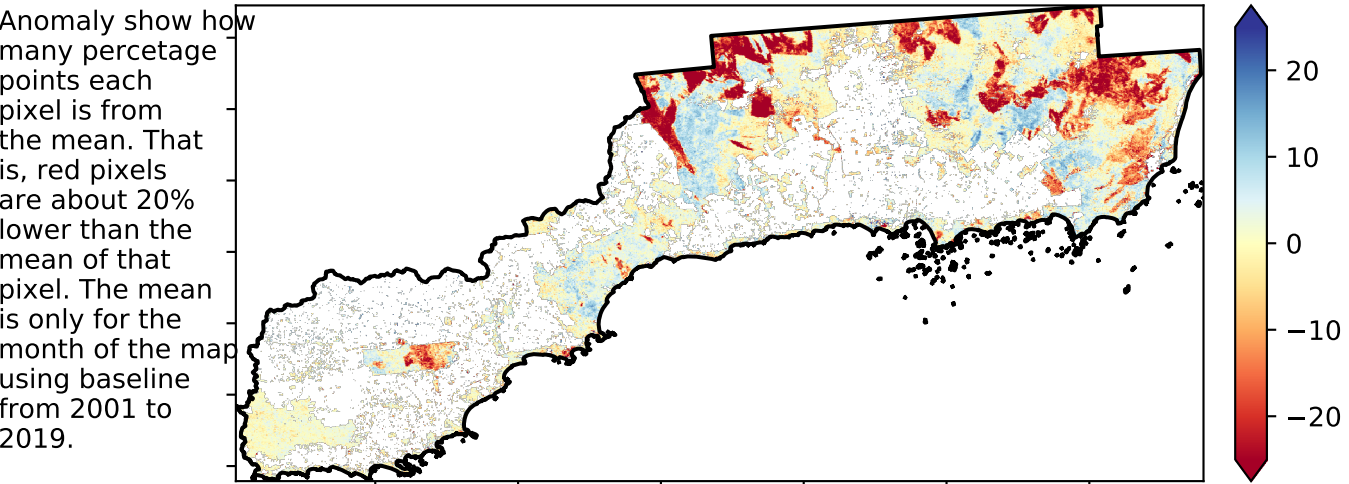 Anomaly show how
many percetage
points each
pixel is from
the mean. That
is, red pixels
are about 20%
lower than the
mean of that
pixel. The mean
is only for the
month of the map
using baseline
from 2001 to
2019.
20
10
0
−10
−20